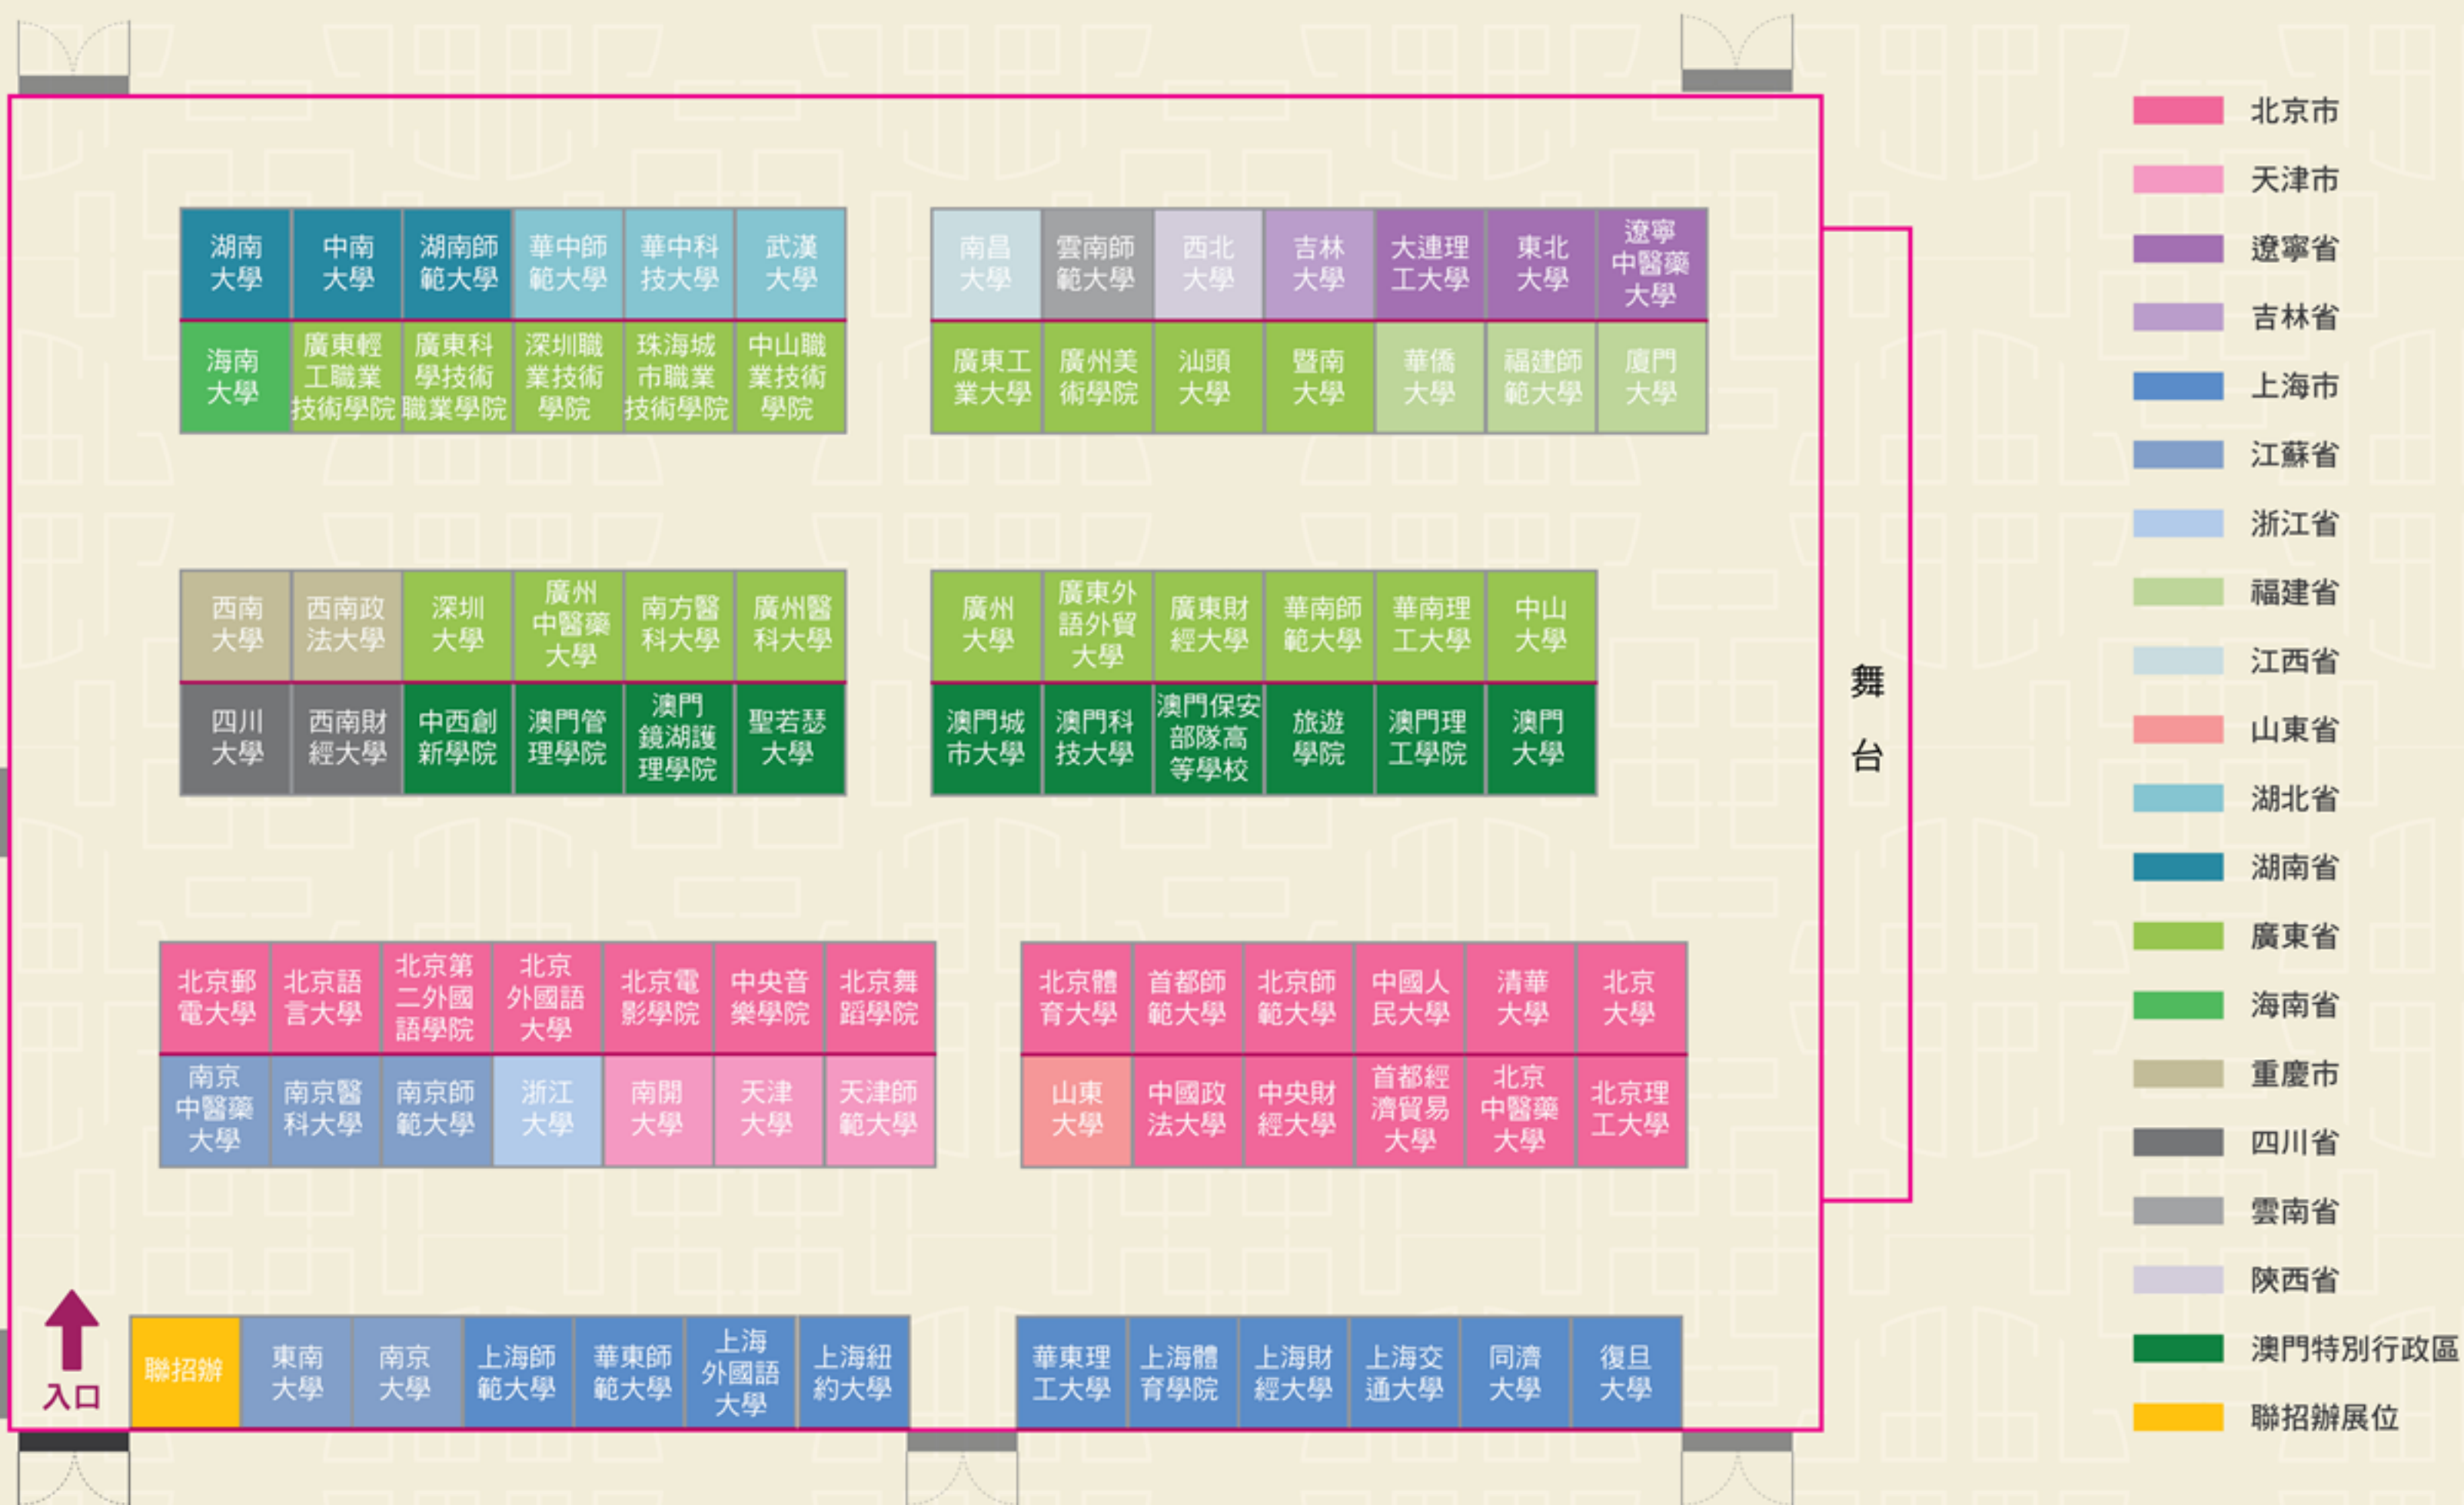 湖南
大學
中南
大學
湖南師
範大學
華中師
範大學
華中科
技大學
武漢
大學
南昌
大學
雲南師
範大學
西北
大學
吉林
大學
大連理
工大學
東北
大學
遼寧
中醫藥
大學
海南
大學
廣東輕
工職業
技術學院
廣東科
學技術
職業學院
深圳職
業技術
學院
珠海城
市職業
技術學院
中山職
業技術
學院
廣東工
業大學
廣州美
術學院
汕頭
大學
暨南
大學
華僑
大學
福建師
範大學
廈門
大學
西南
大學
西南政
法大學
深圳
大學
廣州
中醫藥
大學
南方醫
科大學
廣州醫
科大學
廣州
大學
廣東外
語外貿
大學
廣東財
經大學
華南師
範大學
華南理
工大學
中山
大學
四川
大學
西南財
經大學
中西創
新學院
澳門管
理學院
澳門
鏡湖護
理學院
聖若瑟
大學
澳門城
市大學
澳門科
技大學
澳門保安
部隊高
等學校
旅遊
學院
澳門理
工學院
澳門
大學
舞
台
北京郵
電大學
北京語
言大學
北京第
二外國
語學院
北京
外國語
大學
北京電
影學院
中央音
樂學院
北京舞
蹈學院
北京體
育大學
首都師
範大學
北京師
範大學
中國人
民大學
清華
大學
北京
大學
南京
中醫藥
大學
南京醫
科大學
南京師
範大學
浙江
大學
南開
大學
天津
大學
天津師
範大學
山東
大學
中國政
法大學
中央財
經大學
首都經
濟貿易
大學
北京
中醫藥
大學
北京理
工大學
入口
聯招辦
東南
大學
南京
大學
上海師
範大學
華東師
範大學
上海
外國語
大學
上海紐
約大學
華東理
工大學
上海體
育學院
上海財
經大學
上海交
通大學
同濟
大學
復旦
大學
北京市
天津市
遼寧省
吉林省
上海市
江蘇省
浙江省
福建省
江西省
山東省
湖北省
湖南省
廣東省
海南省
重慶市
四川省
雲南省
陝西省
澳門特別行政區
聯招辦展位